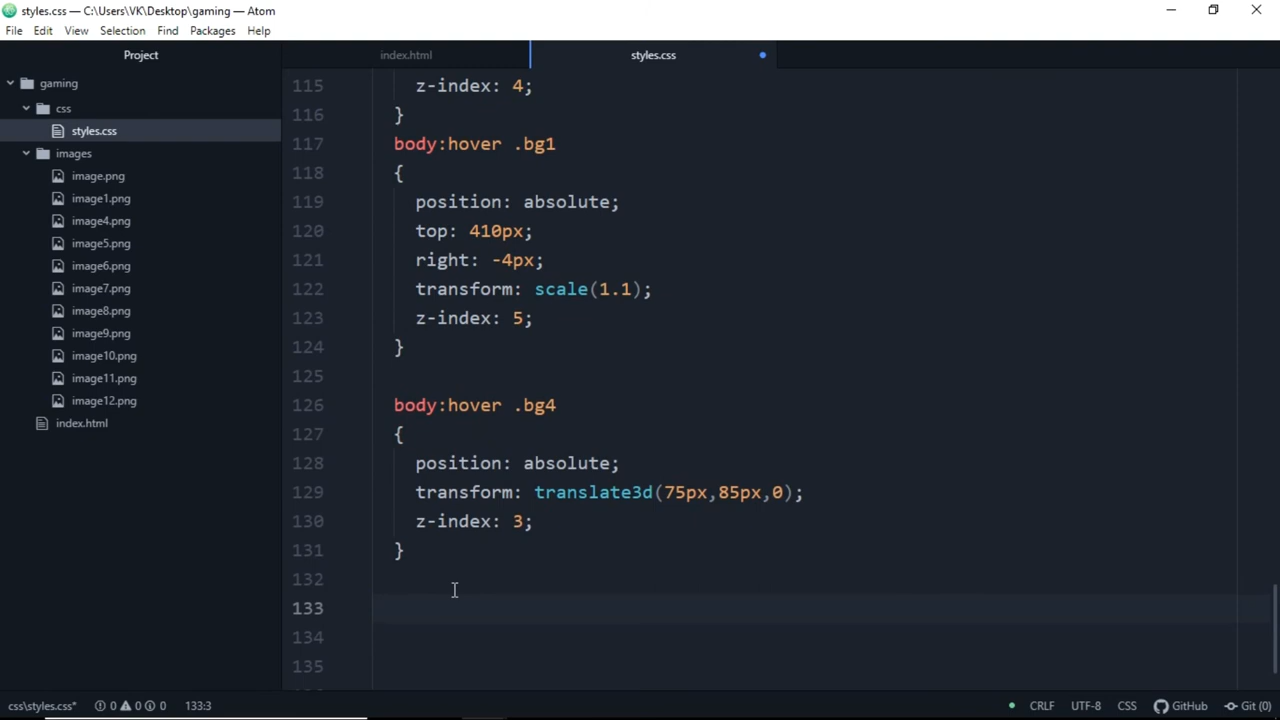 styles.css — C:\Users\VK\Desktop\gaming — Atom
File Edit View Selection Find Packages Help
Project
index.html
styles.css
gaming
css
styles.css
images
image.png
image1.png
image4.png
image5.png
image6.png
image7.png
image8.png
image9.png
image10.png
image11.png
image12.png
index.html
115 z-index: 4;
116 }
117 body:hover .bg1
118 {
119 position: absolute;
120 top: 410px;
121 right: -4px;
122 transform: scale(1.1);
123 z-index: 5;
124 }
125
126 body:hover .bg4
127 {
128 position: absolute;
129 transform: translate3d(75px,85px,0);
130 z-index: 3;
131 }
132
133
134
135
css\styles.css* 0 0 0 133:3 CRLF UTF-8 CSS GitHub Git (0)